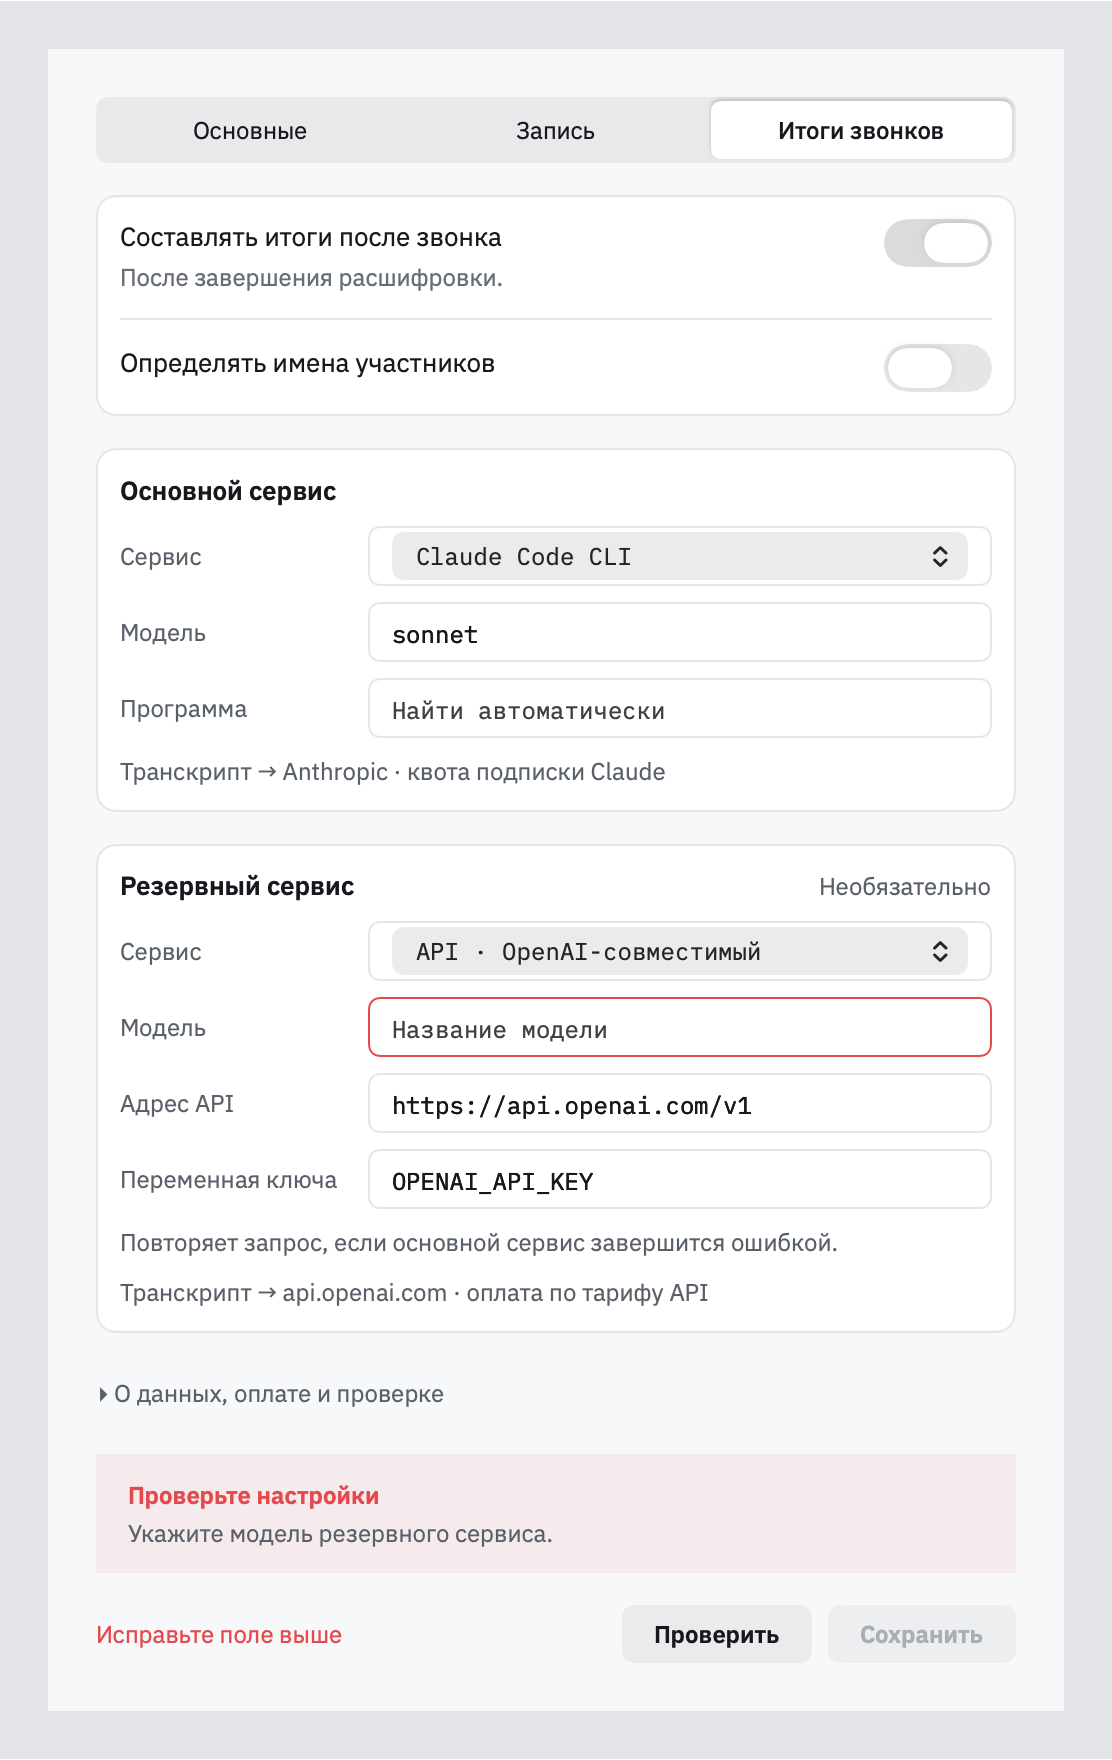 Основные
Запись
Итоги звонков
Составлять итоги после звонка
После завершения расшифровки.
Определять имена участников
Основной сервис
Сервис
Claude Code CLI
Модель
sonnet
Программа
Найти автоматически
Транскрипт → Anthropic · квота подписки Claude
Резервный сервис
Необязательно
Сервис
API · OpenAI-совместимый
Модель
Название модели
Адрес API
https://api.openai.com/v1
Переменная ключа
OPENAI_API_KEY
Повторяет запрос, если основной сервис завершится ошибкой.
Транскрипт → api.openai.com · оплата по тарифу API
О данных, оплате и проверке
Проверьте настройки
Укажите модель резервного сервиса.
Исправьте поле выше
Проверить
Сохранить